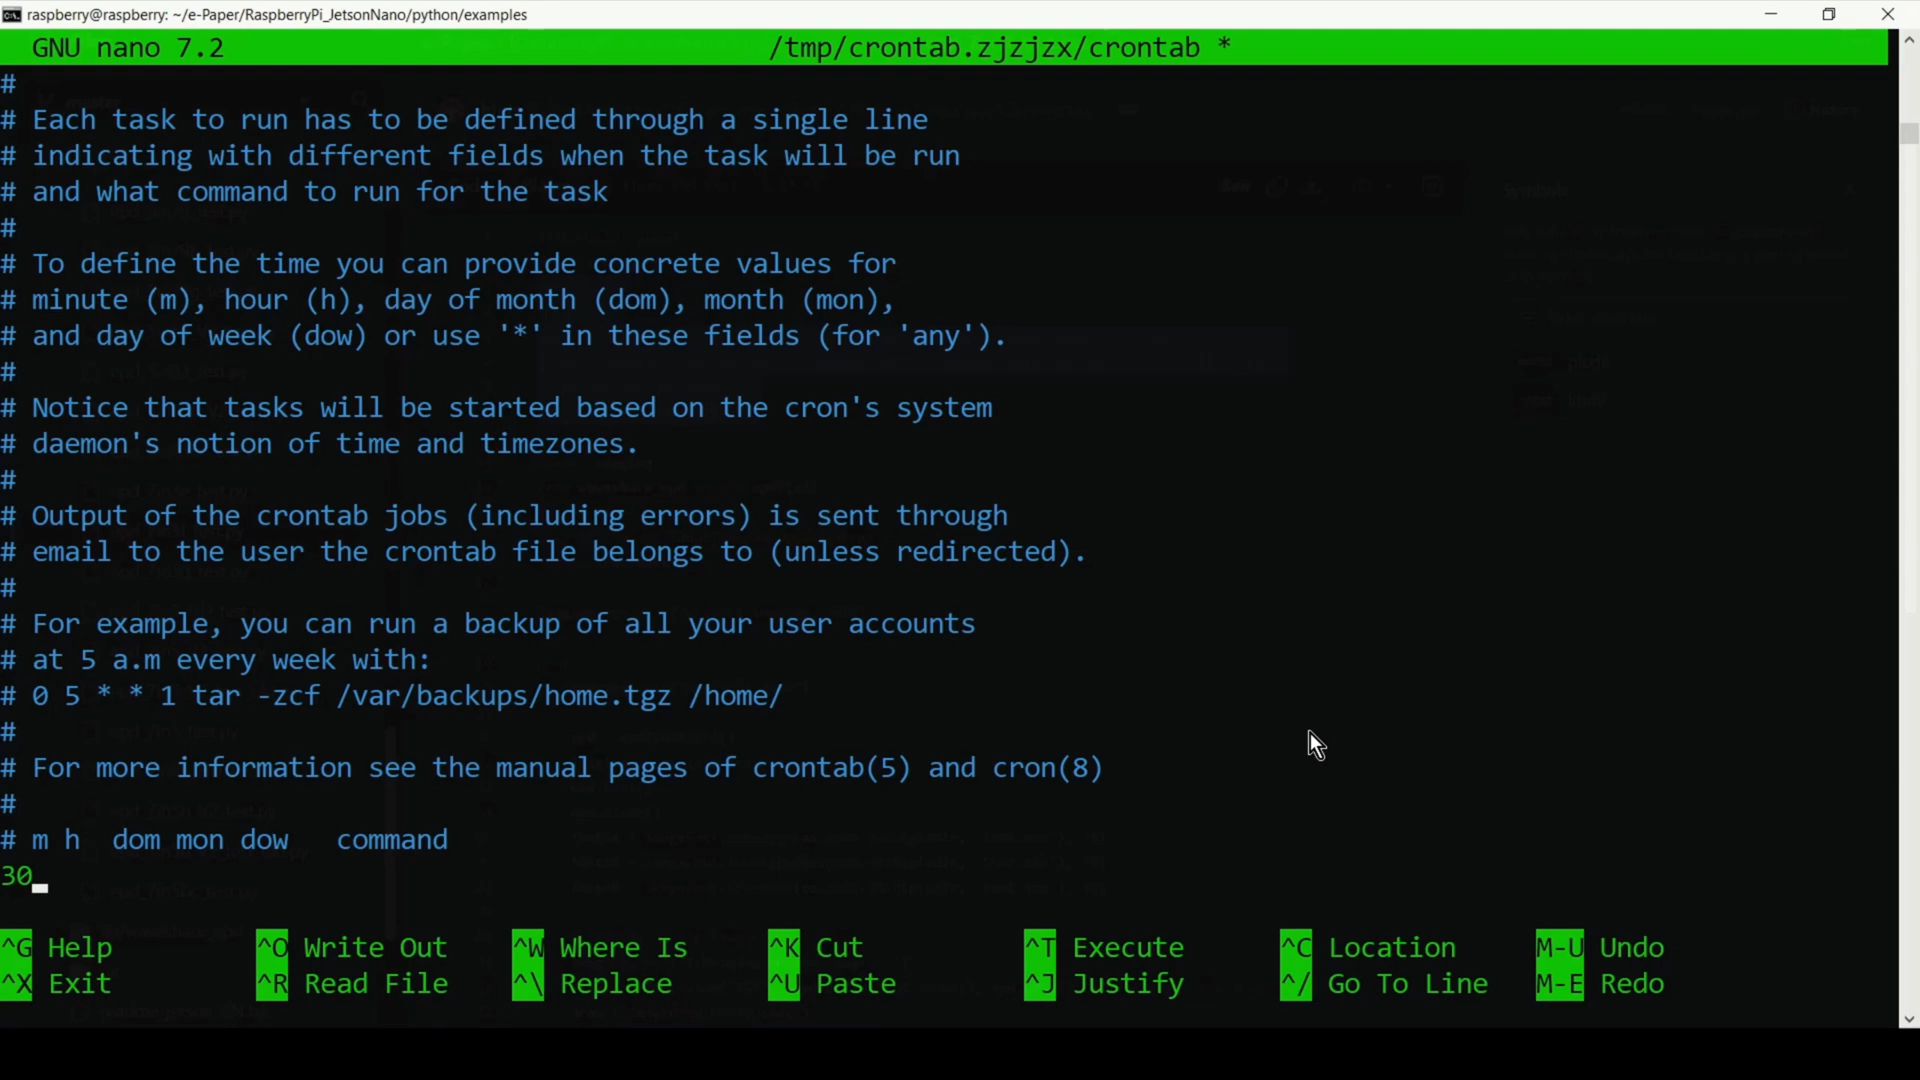 raspberry@raspberry: ~/e-Paper/RaspberryPi_JetsonNano/python/examples
GNU nano 7.2 /tmp/crontab.zjzjzx/crontab *
#
# Each task to run has to be defined through a single line
# indicating with different fields when the task will be run
# and what command to run for the task
#
# To define the time you can provide concrete values for
# minute (m), hour (h), day of month (dom), month (mon),
# and day of week (dow) or use '*' in these fields (for 'any').
#
# Notice that tasks will be started based on the cron's system
# daemon's notion of time and timezones.
#
# Output of the crontab jobs (including errors) is sent through
# email to the user the crontab file belongs to (unless redirected).
#
# For example, you can run a backup of all your user accounts
# at 5 a.m every week with:
# 0 5 * * 1 tar -zcf /var/backups/home.tgz /home/
#
# For more information see the manual pages of crontab(5) and cron(8)
#
# m h  dom mon dow   command
30
^G Help ^O Write Out ^W Where Is ^K Cut ^T Execute ^C Location M-U Undo
^X Exit ^R Read File ^\ Replace ^U Paste ^J Justify ^/ Go To Line M-E Redo